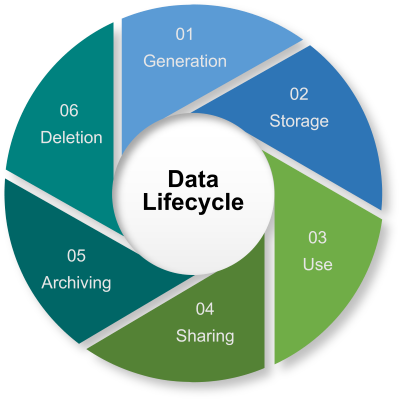 Data
Lifecycle
01
Generation
02
Storage
03
Use
04
Sharing
05
Archiving
06
Deletion